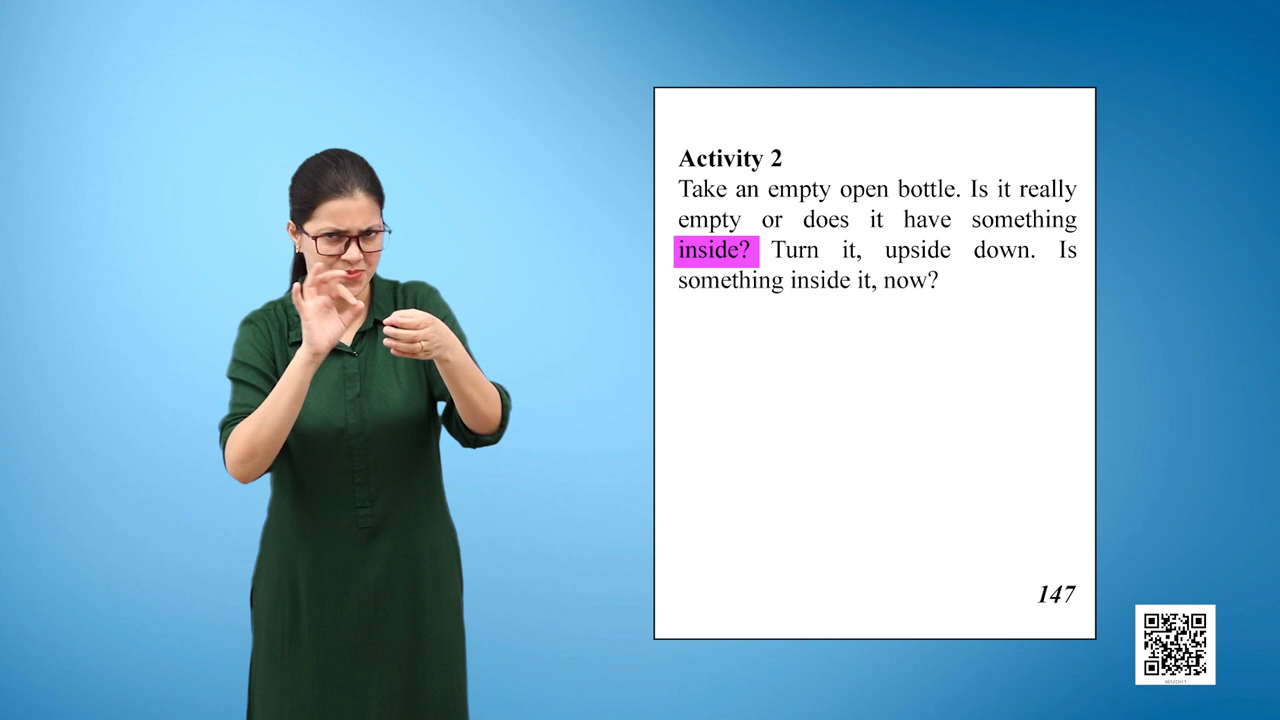 Activity 2
Take an empty open bottle. Is it really
empty or does it have something
inside? Turn it, upside down. Is
something inside it, now?
147